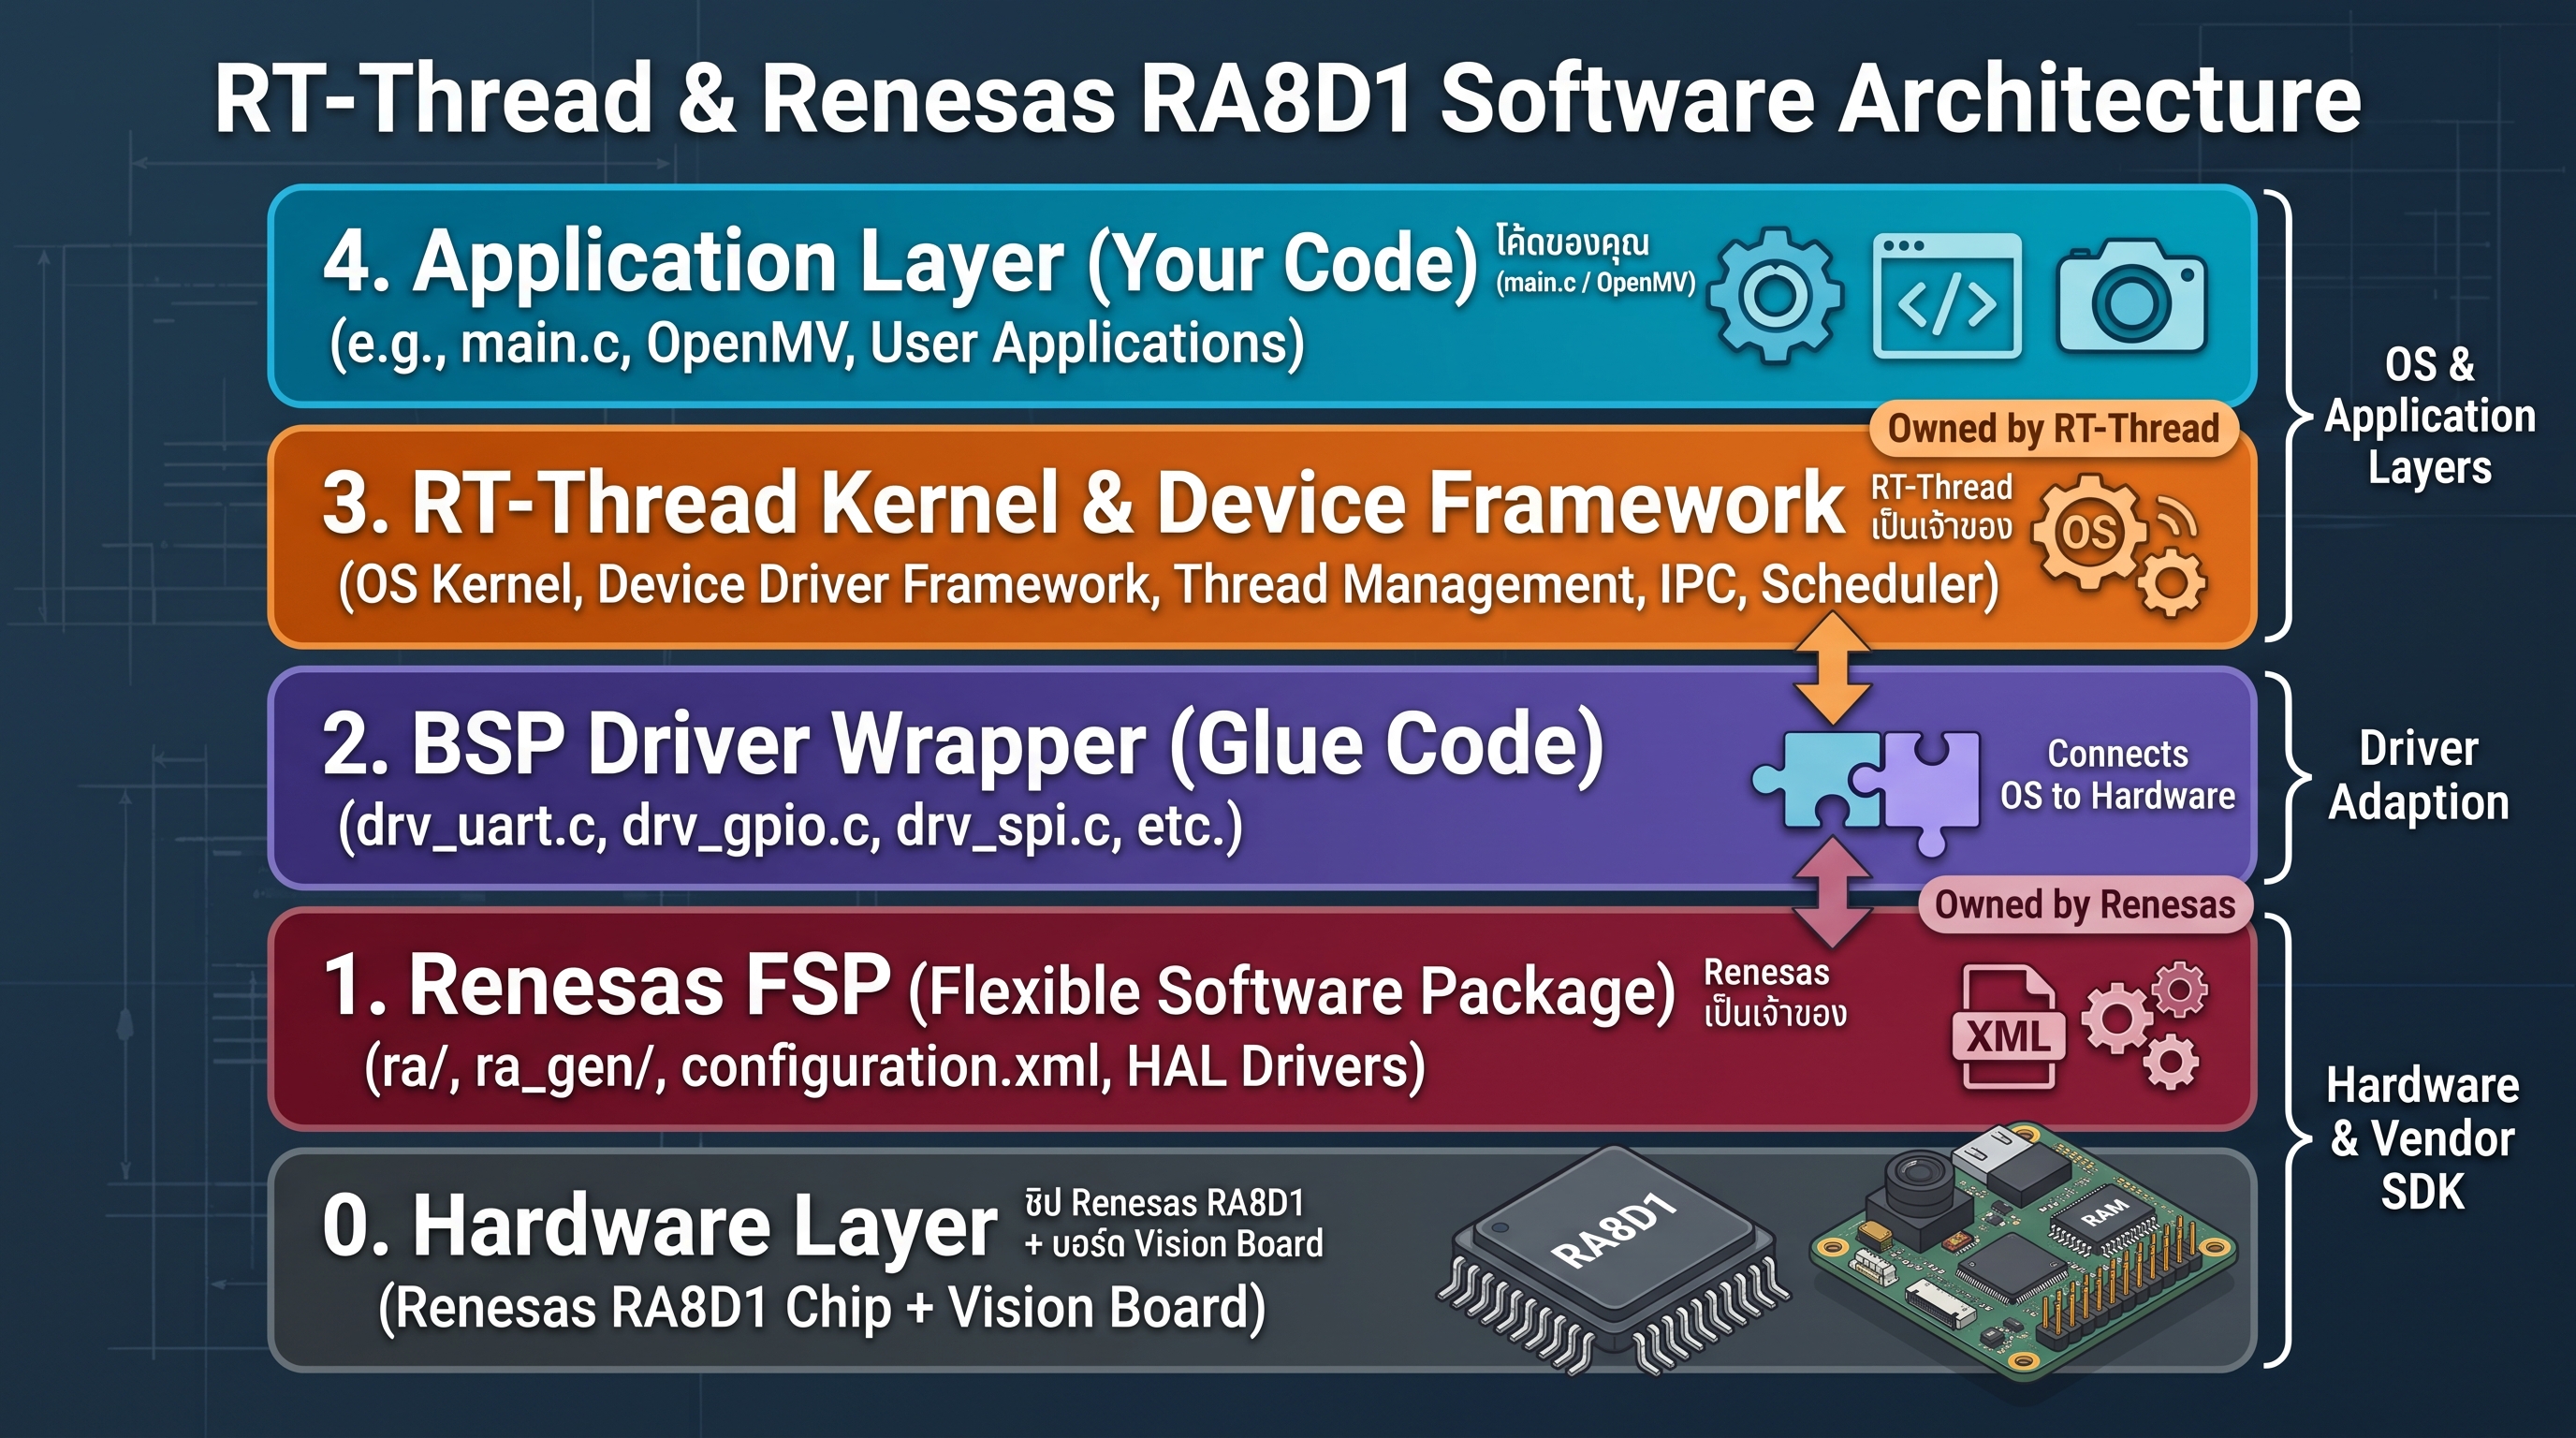 RT-Thread & Renesas RA8D1 Software Architecture
4. Application Layer (Your Code)
โค้ดของคุณ
(main.c / OpenMV)
(e.g., main.c, OpenMV, User Applications)
OS &
Application
Layers
Owned by RT-Thread
3. RT-Thread Kernel & Device Framework
RT-Thread
เป็นเจ้าของ
OS
(OS Kernel, Device Driver Framework, Thread Management, IPC, Scheduler)
2. BSP Driver Wrapper (Glue Code)
(drv_uart.c, drv_gpio.c, drv_spi.c, etc.)
Connects
OS to Hardware
Driver
Adaption
Owned by Renesas
1. Renesas FSP (Flexible Software Package)
Renesas
เป็นเจ้าของ
XML
(ra/, ra_gen/, configuration.xml, HAL Drivers)
Hardware
& Vendor
SDK
0. Hardware Layer
ชิป Renesas RA8D1
+ บอร์ด Vision Board
(Renesas RA8D1 Chip + Vision Board)
RA8D1
RAM